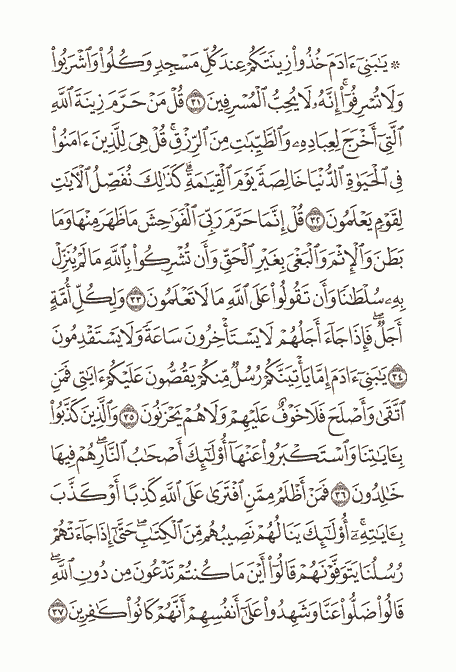 ۞ يَٰبَنِىٓ ءَادَمَ خُذُوا۟ زِينَتَكُمْ عِندَ كُلِّ مَسْجِدٍ وَكُلُوا۟ وَٱشْرَبُوا۟
وَلَا تُسْرِفُوٓا۟ ۚ إِنَّهُۥ لَا يُحِبُّ ٱلْمُسْرِفِينَ ٣١ قُلْ مَنْ حَرَّمَ زِينَةَ ٱللَّهِ
ٱلَّتِىٓ أَخْرَجَ لِعِبَادِهِۦ وَٱلطَّيِّبَٰتِ مِنَ ٱلرِّزْقِ ۚ قُلْ هِىَ لِلَّذِينَ ءَامَنُوا۟
فِى ٱلْحَيَوٰةِ ٱلدُّنْيَا خَالِصَةً يَوْمَ ٱلْقِيَٰمَةِ ۗ كَذَٰلِكَ نُفَصِّلُ ٱلْءَايَٰتِ
لِقَوْمٍ يَعْلَمُونَ ٣٢ قُلْ إِنَّمَا حَرَّمَ رَبِّىَ ٱلْفَوَٰحِشَ مَا ظَهَرَ مِنْهَا وَمَا
بَطَنَ وَٱلْإِثْمَ وَٱلْبَغْىَ بِغَيْرِ ٱلْحَقِّ وَأَن تُشْرِكُوا۟ بِٱللَّهِ مَا لَمْ يُنَزِّلْ
بِهِۦ سُلْطَٰنًا وَأَن تَقُولُوا۟ عَلَى ٱللَّهِ مَا لَا تَعْلَمُونَ ٣٣ وَلِكُلِّ أُمَّةٍ
أَجَلٌ ۖ فَإِذَا جَآءَ أَجَلُهُمْ لَا يَسْتَأْخِرُونَ سَاعَةً ۖ وَلَا يَسْتَقْدِمُونَ
٣٤ يَٰبَنِىٓ ءَادَمَ إِمَّا يَأْتِيَنَّكُمْ رُسُلٌ مِّنكُمْ يَقُصُّونَ عَلَيْكُمْ ءَايَٰتِى ۙ فَمَنِ
ٱتَّقَىٰ وَأَصْلَحَ فَلَا خَوْفٌ عَلَيْهِمْ وَلَا هُمْ يَحْزَنُونَ ٣٥ وَٱلَّذِينَ كَذَّبُوا۟
بِـَٔايَٰتِنَا وَٱسْتَكْبَرُوا۟ عَنْهَآ أُو۟لَٰٓئِكَ أَصْحَٰبُ ٱلنَّارِ ۖ هُمْ فِيهَا
خَٰلِدُونَ ٣٦ فَمَنْ أَظْلَمُ مِمَّنِ ٱفْتَرَىٰ عَلَى ٱللَّهِ كَذِبًا أَوْ كَذَّبَ
بِـَٔايَٰتِهِۦٓ ۚ أُو۟لَٰٓئِكَ يَنَالُهُمْ نَصِيبُهُم مِّنَ ٱلْكِتَٰبِ ۖ حَتَّىٰٓ إِذَا جَآءَتْهُمْ
رُسُلُنَا يَتَوَفَّوْنَهُمْ قَالُوٓا۟ أَيْنَ مَا كُنتُمْ تَدْعُونَ مِن دُونِ ٱللَّهِ ۖ
قَالُوا۟ ضَلُّوا۟ عَنَّا وَشَهِدُوا۟ عَلَىٰٓ أَنفُسِهِمْ أَنَّهُمْ كَانُوا۟ كَٰفِرِينَ ٣٧